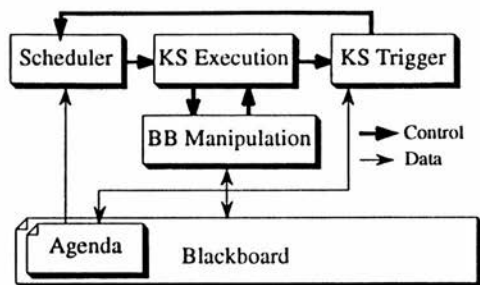 Scheduler
KS Execution
KS Trigger
BB Manipulation
Control
Data
Agenda
Blackboard